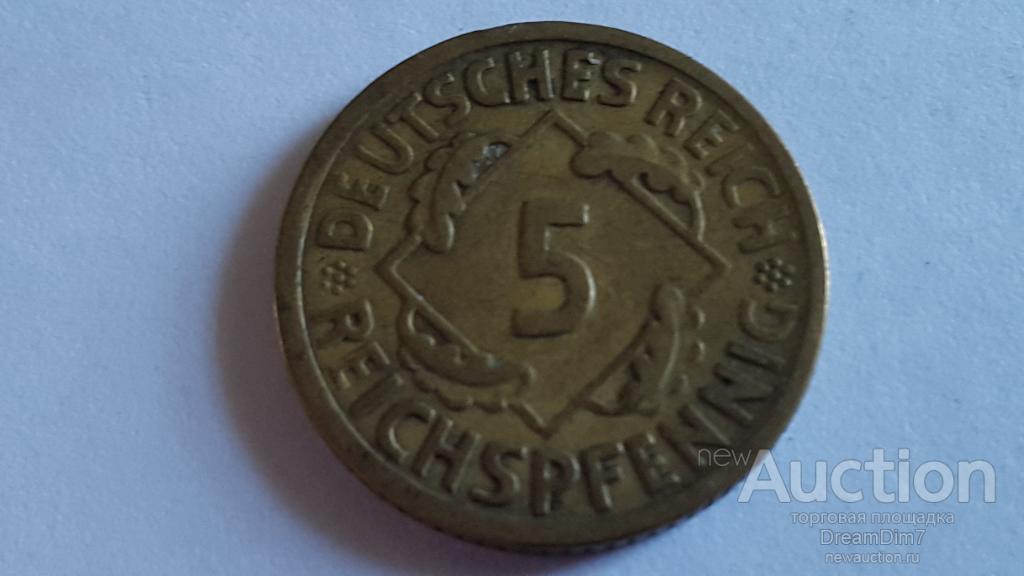 DEUTSCHES REICH
5
REICHSPFENNIG
newAuction
торговая площадка
DreamDim7
newauction.ru